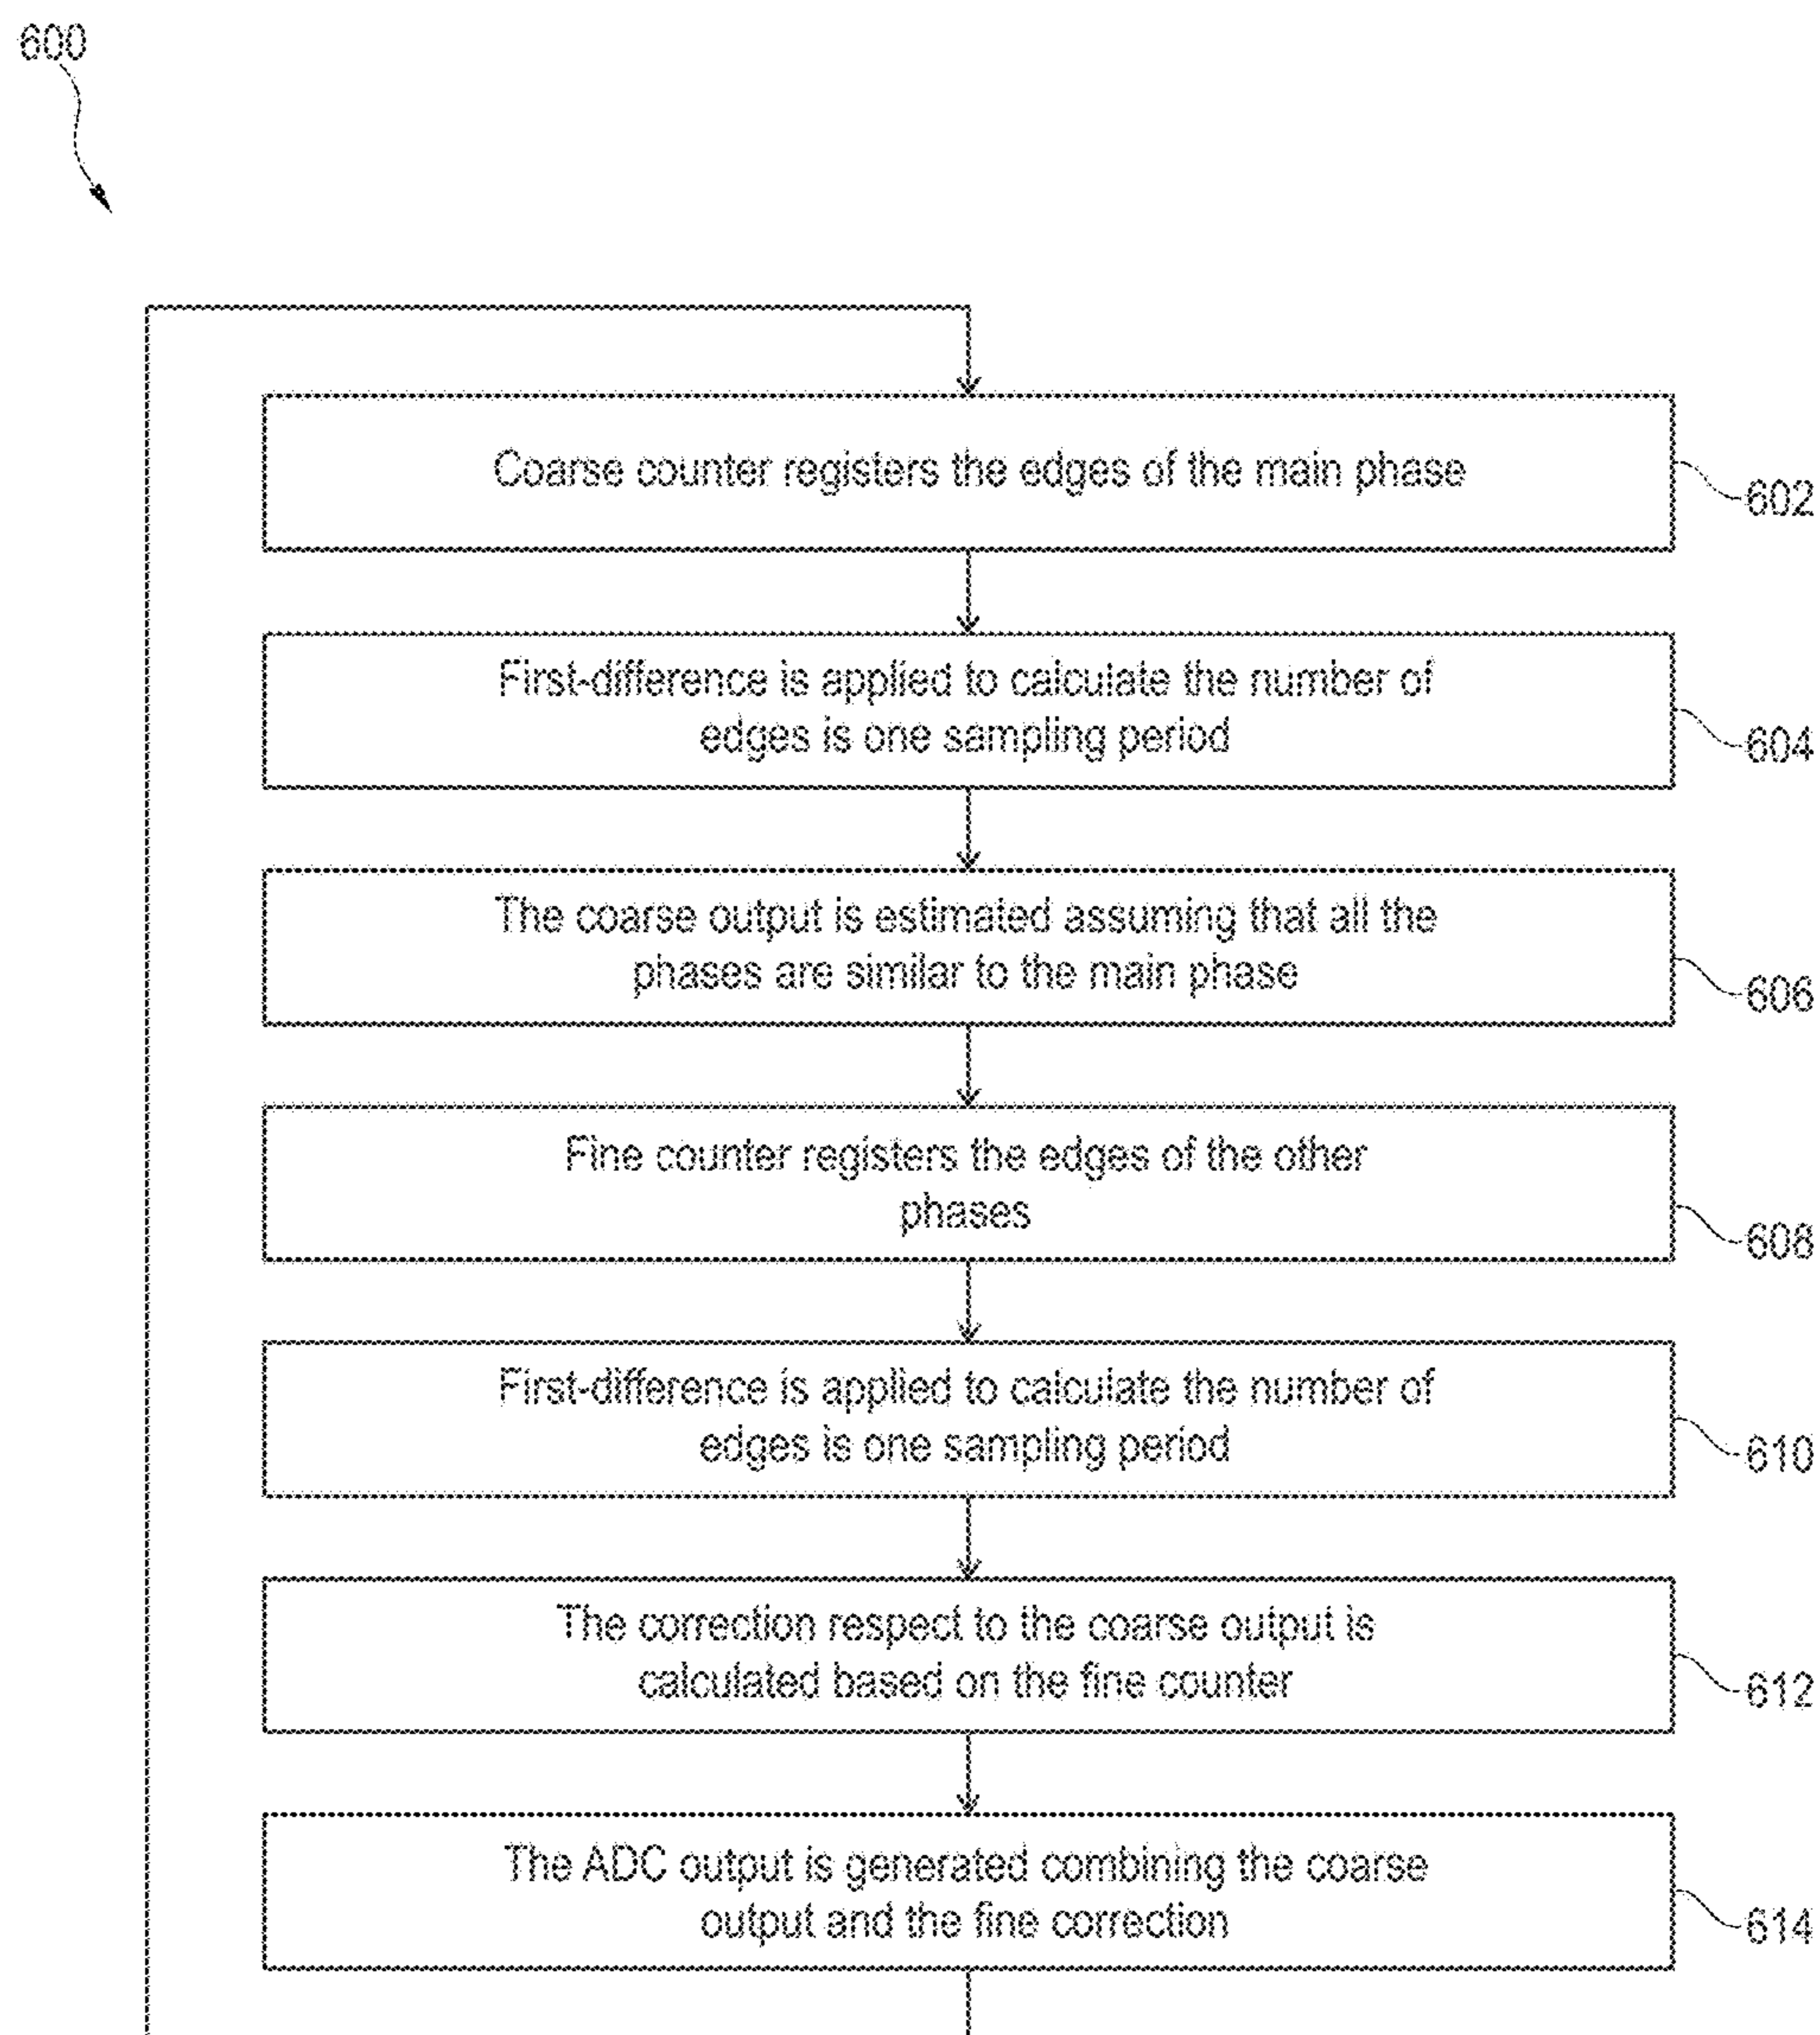 600
Coarse counter registers the edges of the main phase
602
First-difference is applied to calculate the number of
edges is one sampling period
604
The coarse output is estimated assuming that all the
phases are similar to the main phase
606
Fine counter registers the edges of the other
phases
608
First-difference is applied to calculate the number of
edges is one sampling period
610
The correction respect to the coarse output is
calculated based on the fine counter
612
The ADC output is generated combining the coarse
output and the fine correction
614